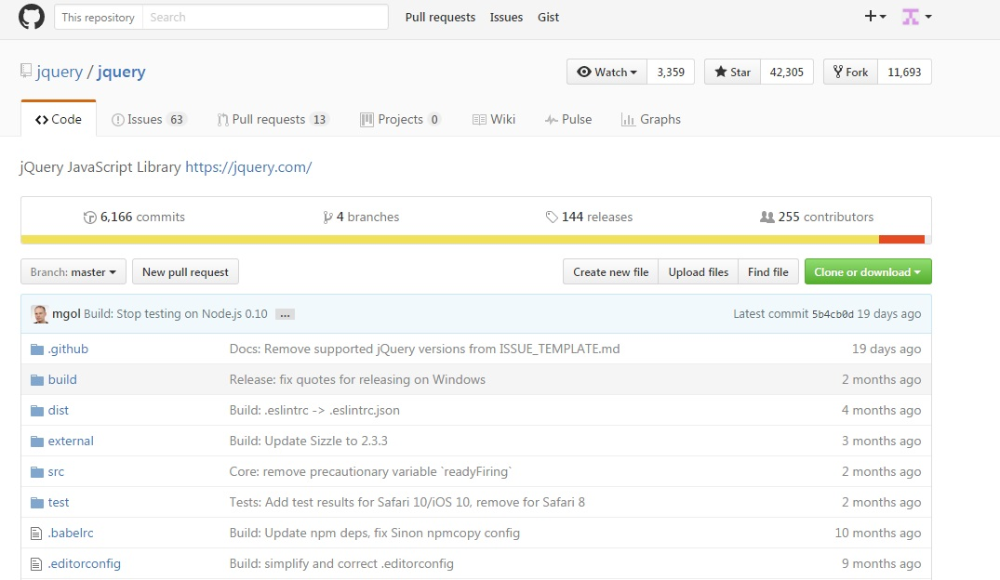 This repository Search Pull requests Issues Gist
jquery / jquery Watch 3,359 Star 42,305 Fork 11,693
Code Issues 63 Pull requests 13 Projects 0 Wiki Pulse Graphs
jQuery JavaScript Library https://jquery.com/
6,166 commits 4 branches 144 releases 255 contributors
Branch: master New pull request Create new file Upload files Find file Clone or download
mgol Build: Stop testing on Node.js 0.10 ... Latest commit 5b4cb0d 19 days ago
.github Docs: Remove supported jQuery versions from ISSUE_TEMPLATE.md 19 days ago
build Release: fix quotes for releasing on Windows 2 months ago
dist Build: .eslintrc -> .eslintrc.json 4 months ago
external Build: Update Sizzle to 2.3.3 3 months ago
src Core: remove precautionary variable `readyFiring` 2 months ago
test Tests: Add test results for Safari 10/iOS 10, remove for Safari 8 2 months ago
.babelrc Build: Update npm deps, fix Sinon npmcopy config 10 months ago
.editorconfig Build: simplify and correct .editorconfig 9 months ago